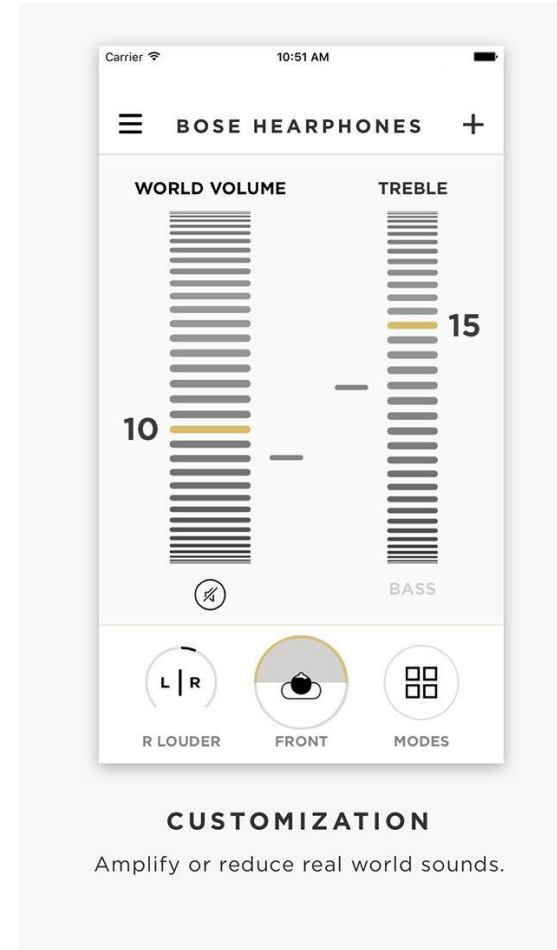 Carrier 10:51 AM
BOSE HEARPHONES
WORLD VOLUME TREBLE
15
10
BASS
L R
R LOUDER FRONT MODES
CUSTOMIZATION
Amplify or reduce real world sounds.